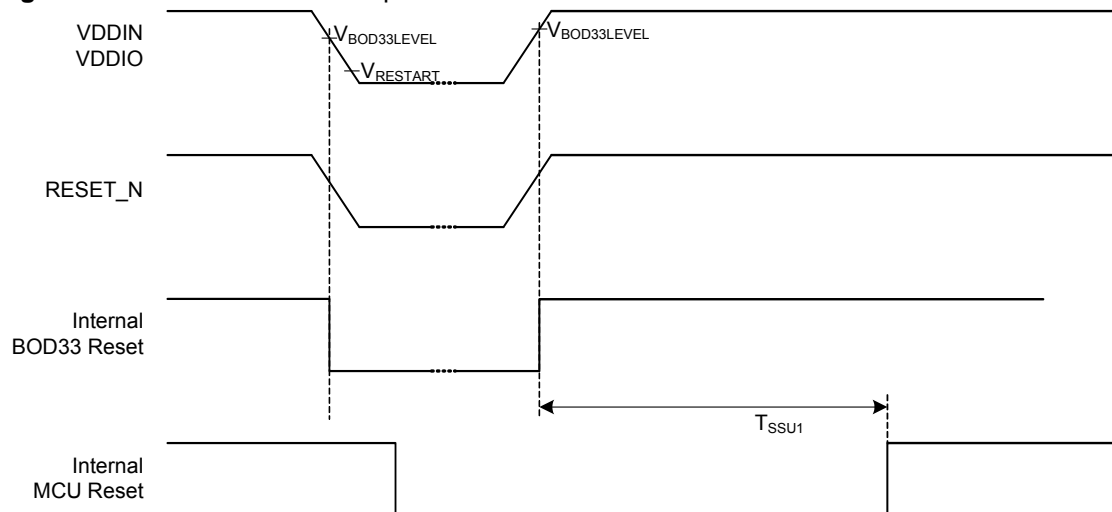 VDDIN
VDDIO
VBOD33LEVEL
VRESTART
VBOD33LEVEL
RESET_N
Internal
BOD33 Reset
TSSU1
Internal
MCU Reset